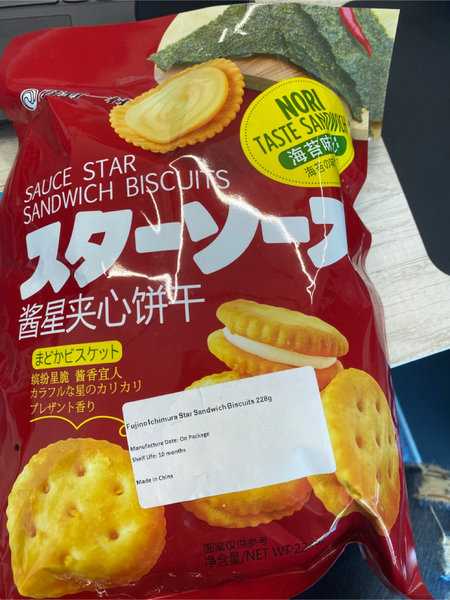 NORI
TASTE SANDWICH
海苔味
SAUCE STAR
SANDWICH BISCUITS
スターソース
酱星夹心饼干
まどかビスケット
缤纷星脆 酱香宜人
カラフルな星のカリカリ
プレザント香り
Fujino Ichimura Star Sandwich Biscuits 228g
Manufacture Date: On Package
Shelf Life: 10 months
Made in China
图案仅供参考
净含量/NET WT